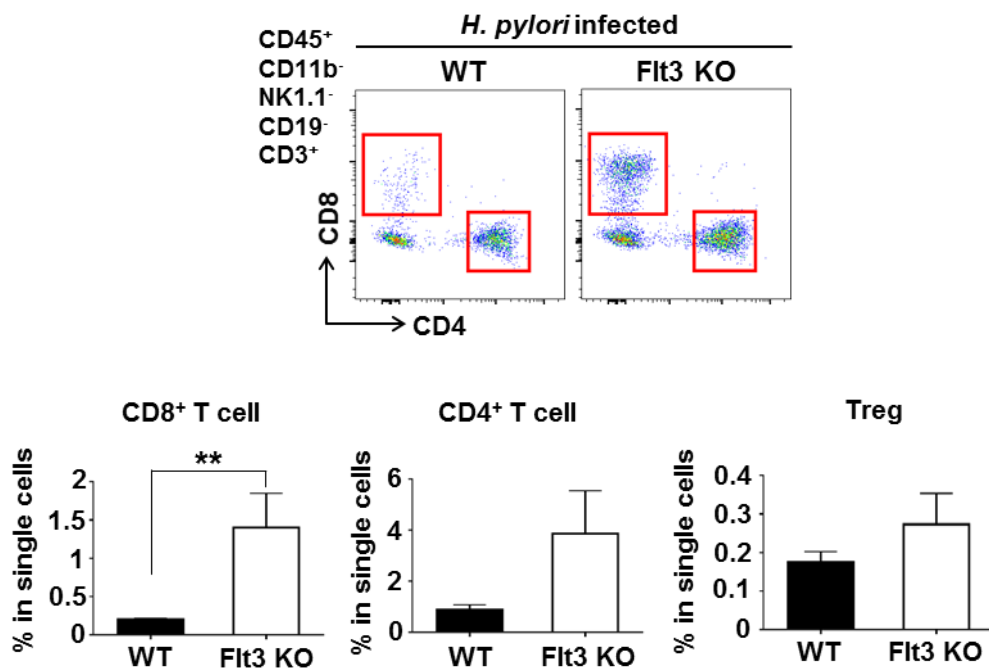 H. pylori infected
CD45⁺
CD11b⁻
NK1.1⁻
CD19⁻
CD3⁺
WT
Flt3 KO
CD8
CD4
CD8⁺ T cell
**
% in single cells
2
1.5
1
0.5
0
WT
Flt3 KO
CD4⁺ T cell
% in single cells
6
4
2
0
WT
Flt3 KO
Treg
% in single cells
0.4
0.3
0.2
0.1
0
WT
Flt3 KO